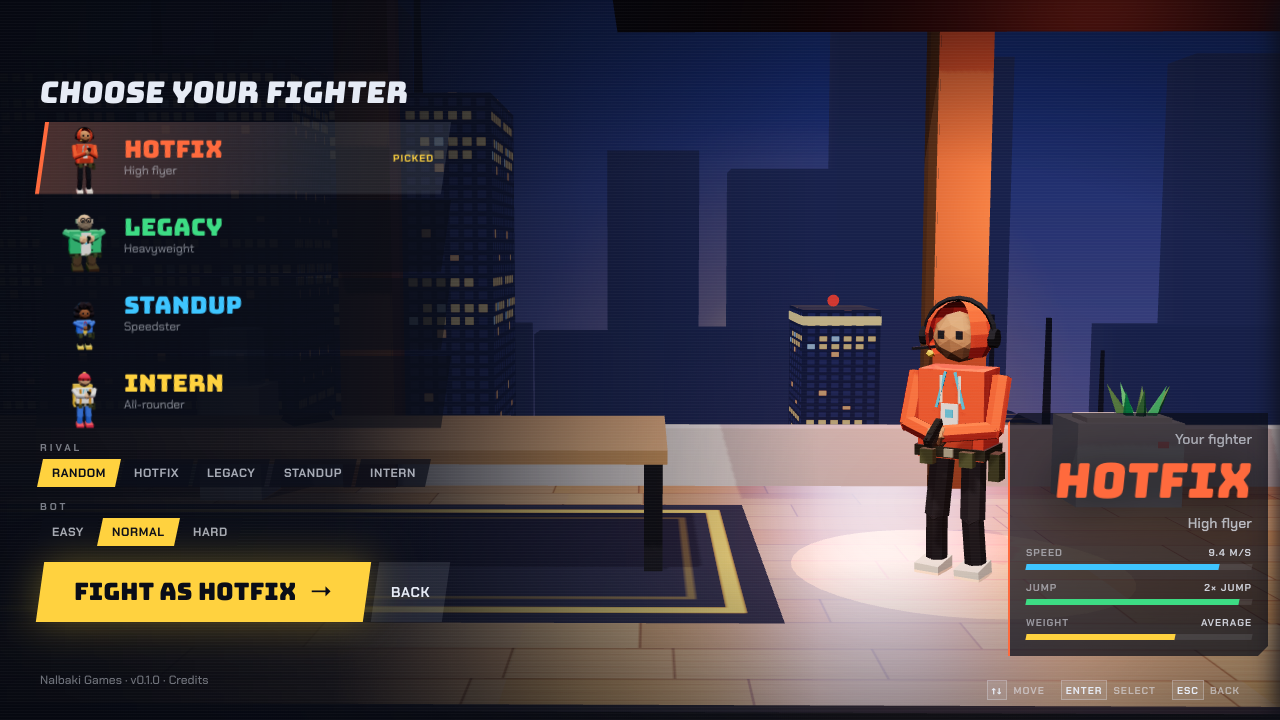 CHOOSE YOUR FIGHTER
HOTFIX
High flyer
PICKED
LEGACY
Heavyweight
STANDUP
Speedster
INTERN
All-rounder
RIVAL
RANDOM HOTFIX LEGACY STANDUP INTERN
BOT
EASY NORMAL HARD
FIGHT AS HOTFIX → BACK
Nalbaki Games · v0.1.0 · Credits
Your fighter
HOTFIX
High flyer
SPEED 9.4 M/S
JUMP 2× JUMP
WEIGHT AVERAGE
↑↓ MOVE ENTER SELECT ESC BACK